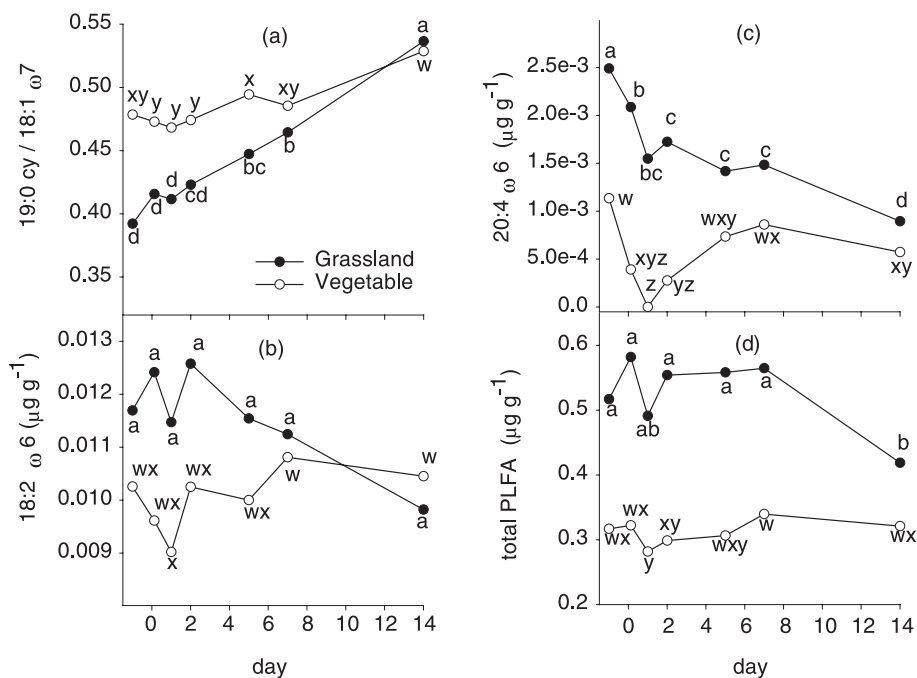 (a)
19:0 cy / 18:1 ω7
0.55
0.50
0.45
0.40
0.35
xy y y y x xy w
d d d cd bc b a
Grassland
Vegetable
(b)
18:2 ω 6 (μg g-1)
0.013
0.012
0.011
0.010
0.009
a a a a a a a
wx wx x wx wx w w
0 2 4 6 8 10 12 14
day
(c)
20:4 ω 6 (μg g-1)
2.5e-3
2.0e-3
1.5e-3
1.0e-3
5.0e-4
0.0
a b bc c c c d
w xyz z yz wxy wx xy
(d)
total PLFA (μg g-1)
0.6
0.5
0.4
0.3
0.2
a a ab a a a b
wx wx y xy wxy w wx
0 2 4 6 8 10 12 14
day